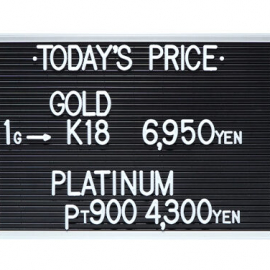 ·TODAY'S PRICE·
GOLD
1G→ K18 6,950YEN
PLATINUM
PT900 4,300YEN